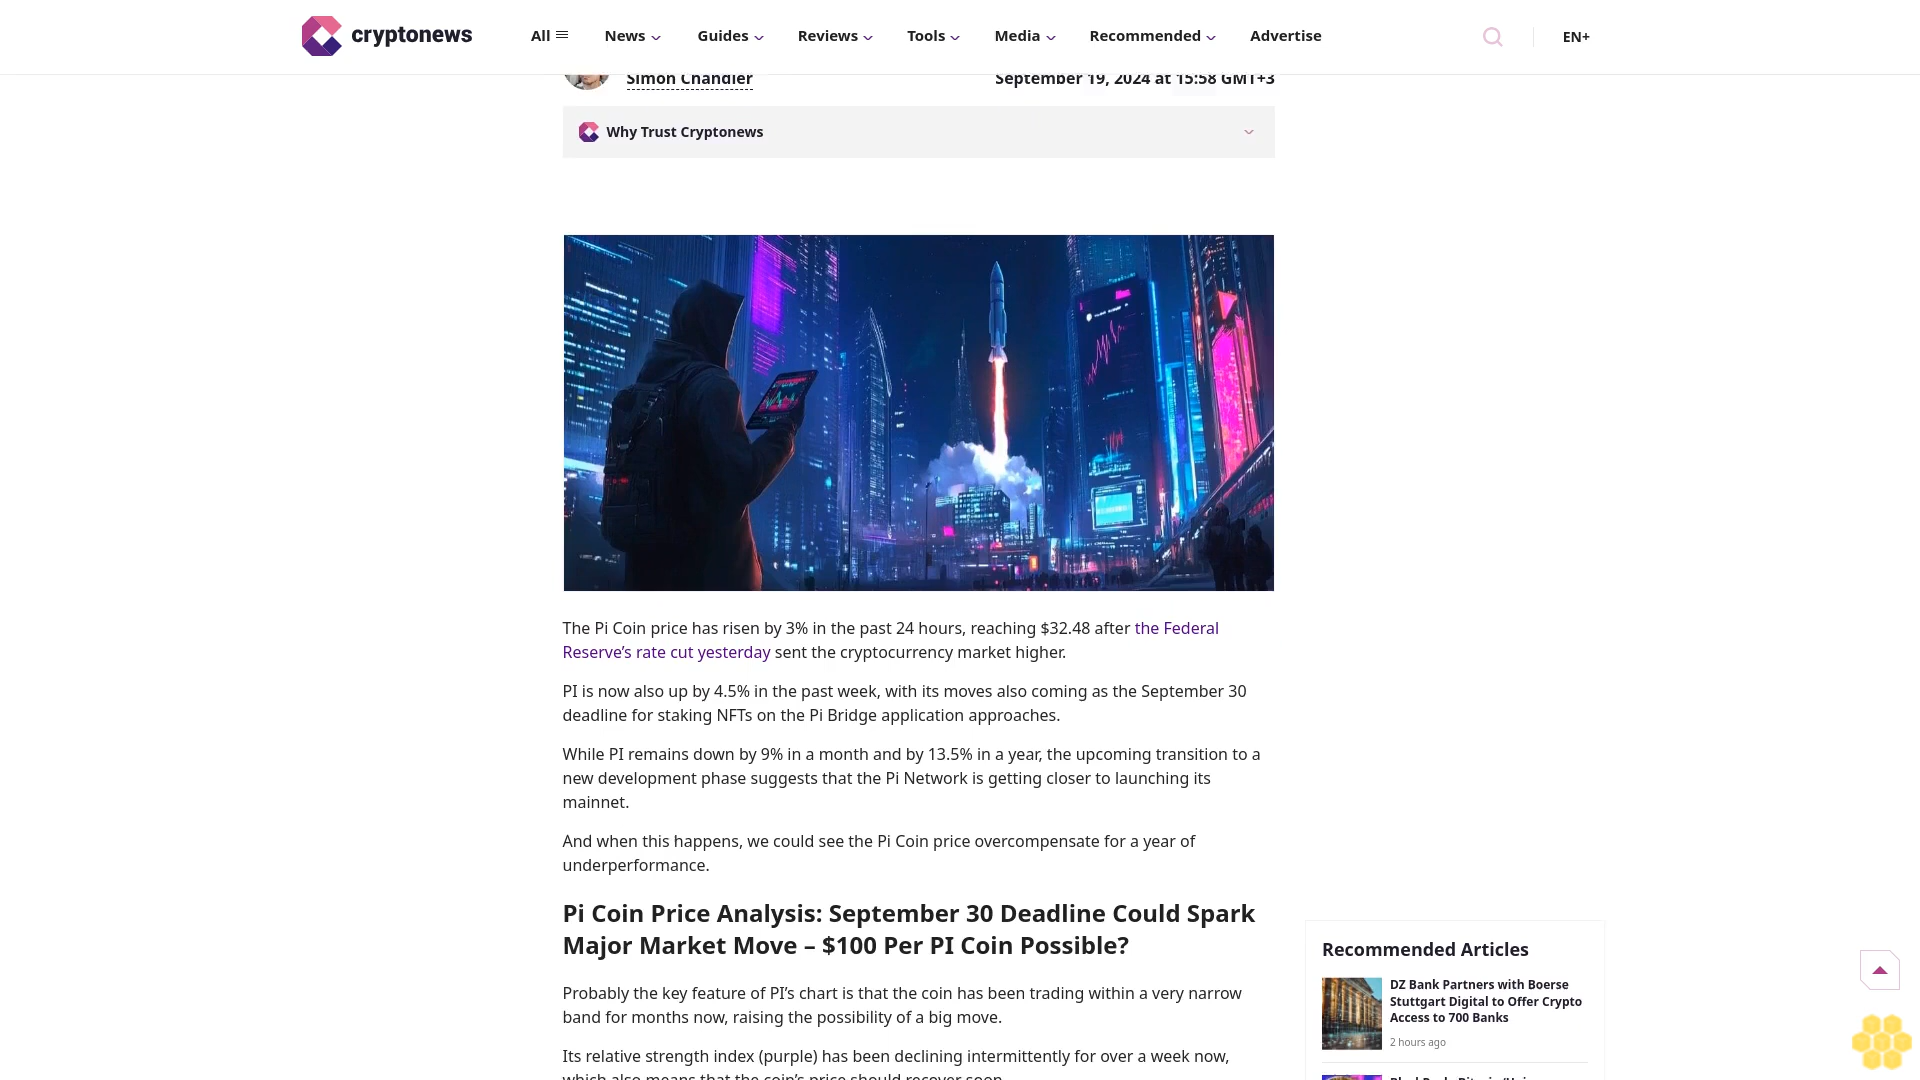 cryptonews
All
News
Guides
Reviews
Tools
Media
Recommended
Advertise
EN+
Simon Chandler
September 19, 2024 at 15:58 GMT+3
Why Trust Cryptonews
The Pi Coin price has risen by 3% in the past 24 hours, reaching $32.48 after the Federal
Reserve’s rate cut yesterday sent the cryptocurrency market higher.
PI is now also up by 4.5% in the past week, with its moves also coming as the September 30
deadline for staking NFTs on the Pi Bridge application approaches.
While PI remains down by 9% in a month and by 13.5% in a year, the upcoming transition to a
new development phase suggests that the Pi Network is getting closer to launching its
mainnet.
And when this happens, we could see the Pi Coin price overcompensate for a year of
underperformance.
Pi Coin Price Analysis: September 30 Deadline Could Spark
Major Market Move – $100 Per PI Coin Possible?
Probably the key feature of PI’s chart is that the coin has been trading within a very narrow
band for months now, raising the possibility of a big move.
Its relative strength index (purple) has been declining intermittently for over a week now,
which also means that the coin’s price should recover soon.
Recommended Articles
DZ Bank Partners with Boerse
Stuttgart Digital to Offer Crypto
Access to 700 Banks
2 hours ago